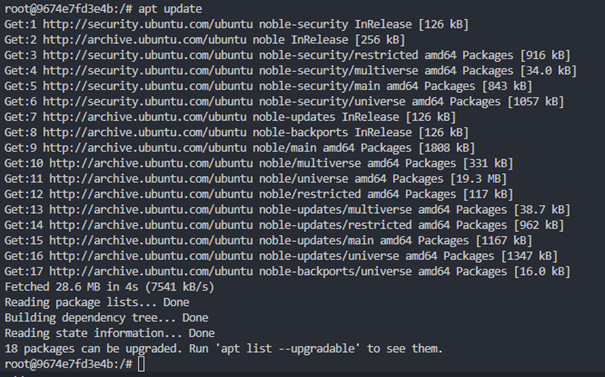 root@9674e7fd3e4b:/# apt update
Get:1 http://security.ubuntu.com/ubuntu noble-security InRelease [126 kB]
Get:2 http://archive.ubuntu.com/ubuntu noble InRelease [256 kB]
Get:3 http://security.ubuntu.com/ubuntu noble-security/restricted amd64 Packages [916 kB]
Get:4 http://security.ubuntu.com/ubuntu noble-security/multiverse amd64 Packages [34.0 kB]
Get:5 http://security.ubuntu.com/ubuntu noble-security/main amd64 Packages [843 kB]
Get:6 http://security.ubuntu.com/ubuntu noble-security/universe amd64 Packages [1057 kB]
Get:7 http://archive.ubuntu.com/ubuntu noble-updates InRelease [126 kB]
Get:8 http://archive.ubuntu.com/ubuntu noble-backports InRelease [126 kB]
Get:9 http://archive.ubuntu.com/ubuntu noble/main amd64 Packages [1808 kB]
Get:10 http://archive.ubuntu.com/ubuntu noble/multiverse amd64 Packages [331 kB]
Get:11 http://archive.ubuntu.com/ubuntu noble/universe amd64 Packages [19.3 MB]
Get:12 http://archive.ubuntu.com/ubuntu noble/restricted amd64 Packages [117 kB]
Get:13 http://archive.ubuntu.com/ubuntu noble-updates/multiverse amd64 Packages [38.7 kB]
Get:14 http://archive.ubuntu.com/ubuntu noble-updates/restricted amd64 Packages [962 kB]
Get:15 http://archive.ubuntu.com/ubuntu noble-updates/main amd64 Packages [1167 kB]
Get:16 http://archive.ubuntu.com/ubuntu noble-updates/universe amd64 Packages [1347 kB]
Get:17 http://archive.ubuntu.com/ubuntu noble-backports/universe amd64 Packages [16.0 kB]
Fetched 28.6 MB in 4s (7541 kB/s)
Reading package lists... Done
Building dependency tree... Done
Reading state information... Done
18 packages can be upgraded. Run 'apt list --upgradable' to see them.
root@9674e7fd3e4b:/#